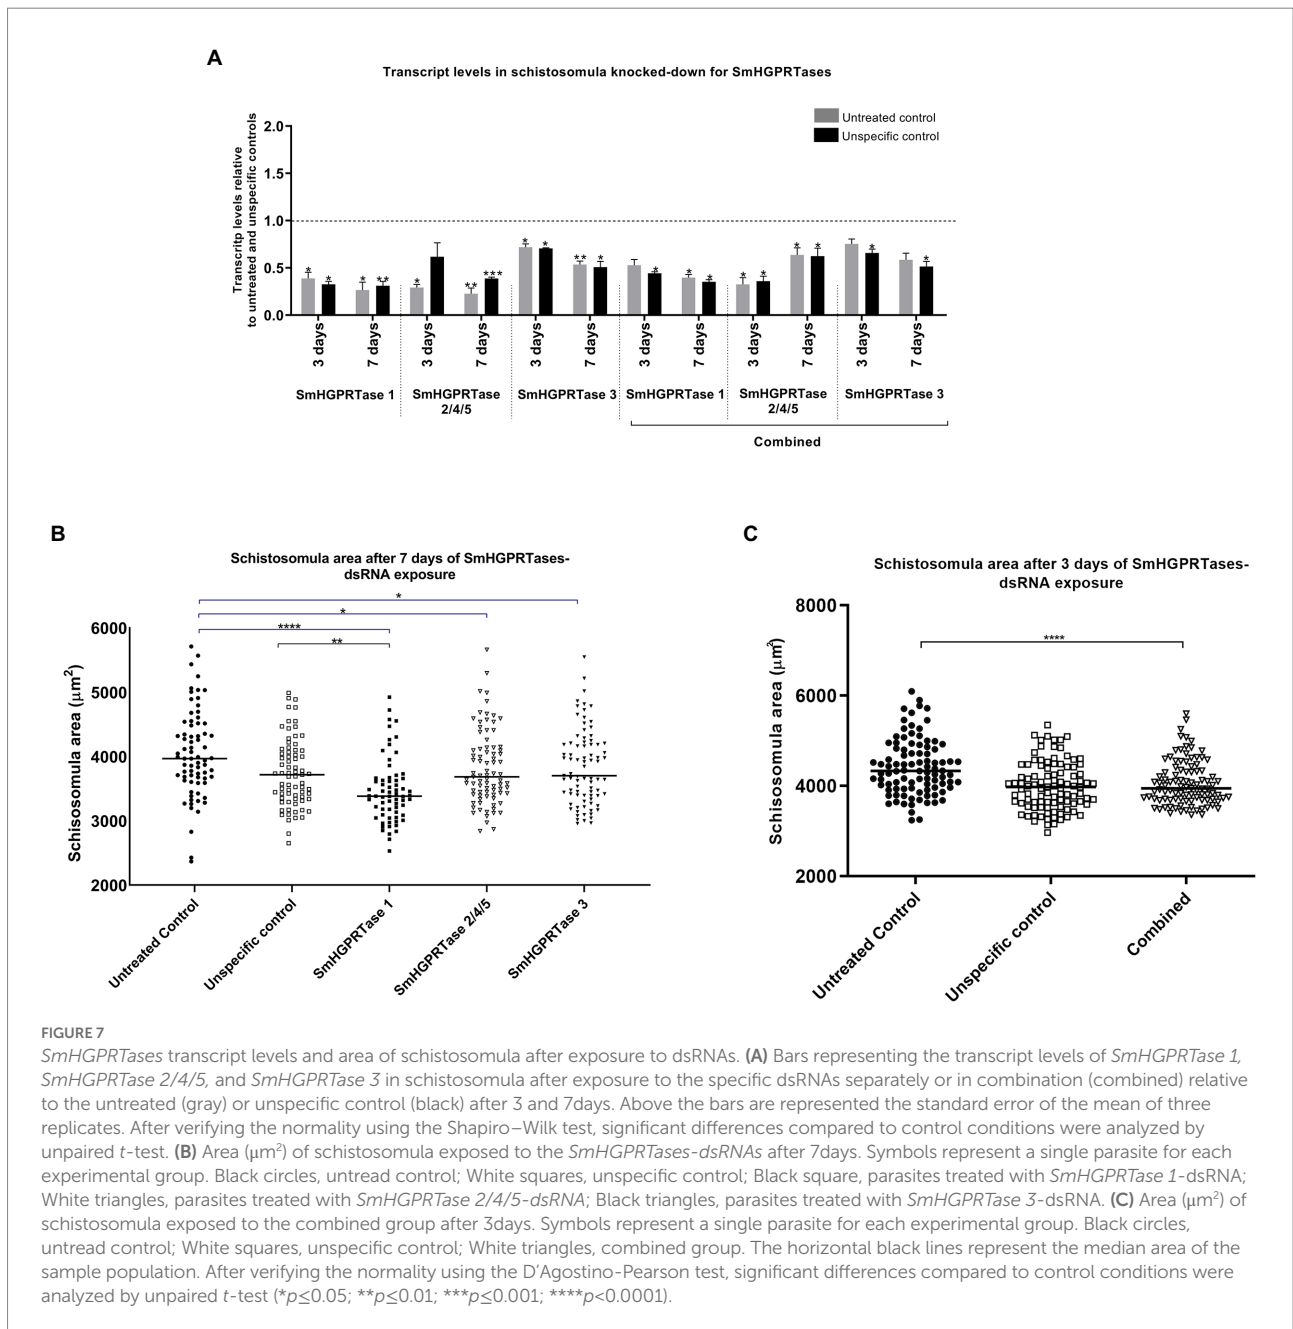 A
Transcript levels in schistosomula knocked-down for SmHGPRTases
Untreated control
Unspecific control
Transcritp levels relative
to untreated and unspecific controls
2.0
1.5
1.0
0.5
0.0
* * * ** * ** *** * * ** * * * * * * * * * *
3 days 7 days 3 days 7 days 3 days 7 days 3 days 7 days 3 days 7 days 3 days 7 days
SmHGPRTase 1 SmHGPRTase SmHGPRTase 3 SmHGPRTase 1 SmHGPRTase SmHGPRTase 3
2/4/5 2/4/5
Combined
B
Schistosomula area after 7 days of SmHGPRTases-
dsRNA exposure
*
*
****
**
Schisosomula area (μm²)
6000
5000
4000
3000
2000
Untreated Control
Unspecific control
SmHGPRTase 1
SmHGPRTase 2/4/5
SmHGPRTase 3
C
Schistosomula area after 3 days of SmHGPRTases-
dsRNA exposure
****
Schisosomula area (μm²)
8000
6000
4000
2000
Untreated Control
Unspecific control
Combined
FIGURE 7
SmHGPRTases transcript levels and area of schistosomula after exposure to dsRNAs. (A) Bars representing the transcript levels of SmHGPRTase 1,
SmHGPRTase 2/4/5, and SmHGPRTase 3 in schistosomula after exposure to the specific dsRNAs separately or in combination (combined) relative
to the untreated (gray) or unspecific control (black) after 3 and 7days. Above the bars are represented the standard error of the mean of three
replicates. After verifying the normality using the Shapiro–Wilk test, significant differences compared to control conditions were analyzed by
unpaired t-test. (B) Area (μm²) of schistosomula exposed to the SmHGPRTases-dsRNAs after 7days. Symbols represent a single parasite for each
experimental group. Black circles, untread control; White squares, unspecific control; Black square, parasites treated with SmHGPRTase 1-dsRNA;
White triangles, parasites treated with SmHGPRTase 2/4/5-dsRNA; Black triangles, parasites treated with SmHGPRTase 3-dsRNA. (C) Area (μm²) of
schistosomula exposed to the combined group after 3days. Symbols represent a single parasite for each experimental group. Black circles,
untread control; White squares, unspecific control; White triangles, combined group. The horizontal black lines represent the median area of the
sample population. After verifying the normality using the D'Agostino-Pearson test, significant differences compared to control conditions were
analyzed by unpaired t-test (*p≤0.05; **p≤0.01; ***p≤0.001; ****p<0.0001).